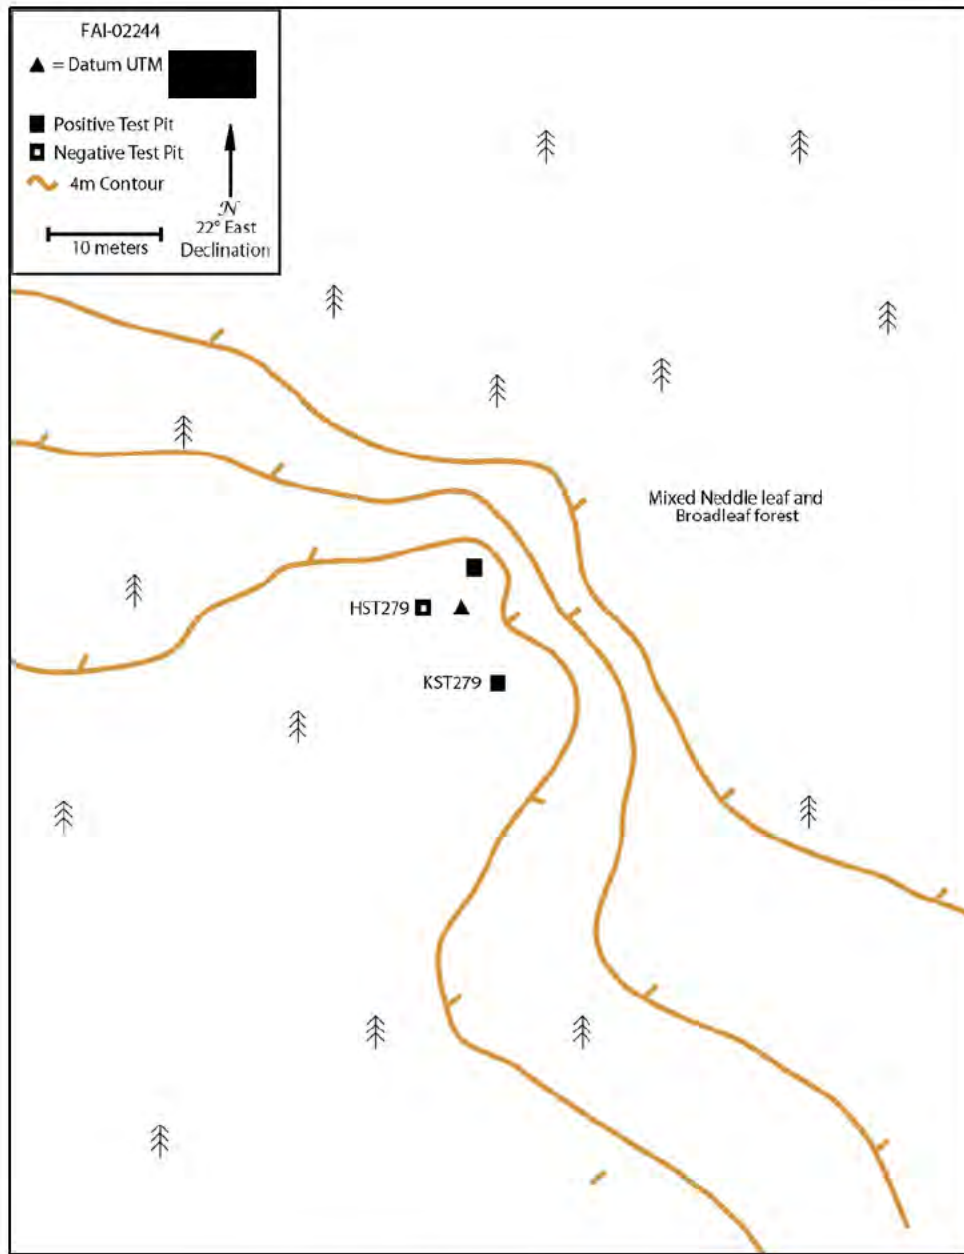 FAI-02244
= Datum UTM
Positive Test Pit
Negative Test Pit
4m Contour
N
22° East
10 meters
Declination
Mixed Neddle leaf and
Broadleaf forest
HST279
KST279